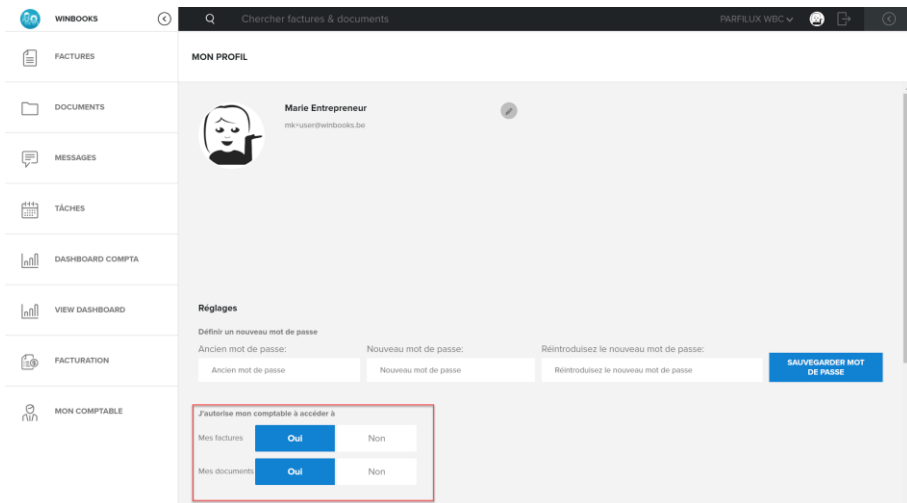 WINBOOKS
Chercher factures & documents
PARFILUX WBC
FACTURES
DOCUMENTS
MESSAGES
TÂCHES
DASHBOARD COMPTA
VIEW DASHBOARD
FACTURATION
MON COMPTABLE
MON PROFIL
Marie Entrepreneur
mk+user@winbooks.be
Réglages
Définir un nouveau mot de passe
Ancien mot de passe:
Nouveau mot de passe:
Réintroduisez le nouveau mot de passe:
Ancien mot de passe
Nouveau mot de passe
Réintroduisez le nouveau mot de passe
SAUVEGARDER MOT
DE PASSE
J'autorise mon comptable à accéder à
Mes factures
Oui
Non
Mes documents
Oui
Non